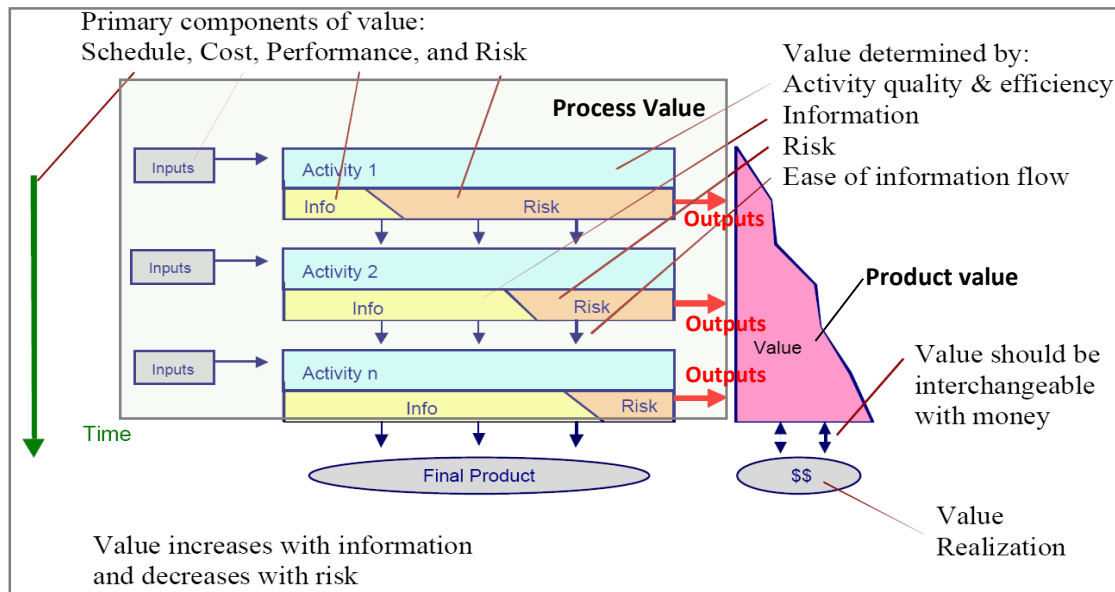 Primary components of value:
Schedule, Cost, Performance, and Risk
Value determined by:
Activity quality & efficiency
Information
Risk
Ease of information flow
Process Value
Inputs
Activity 1
Info
Risk
Outputs
Inputs
Activity 2
Info
Risk
Outputs
Product value
Value
Inputs
Activity n
Outputs
Info
Risk
Value should be
interchangeable
with money
Time
Final Product
$$
Value
Realization
Value increases with information
and decreases with risk